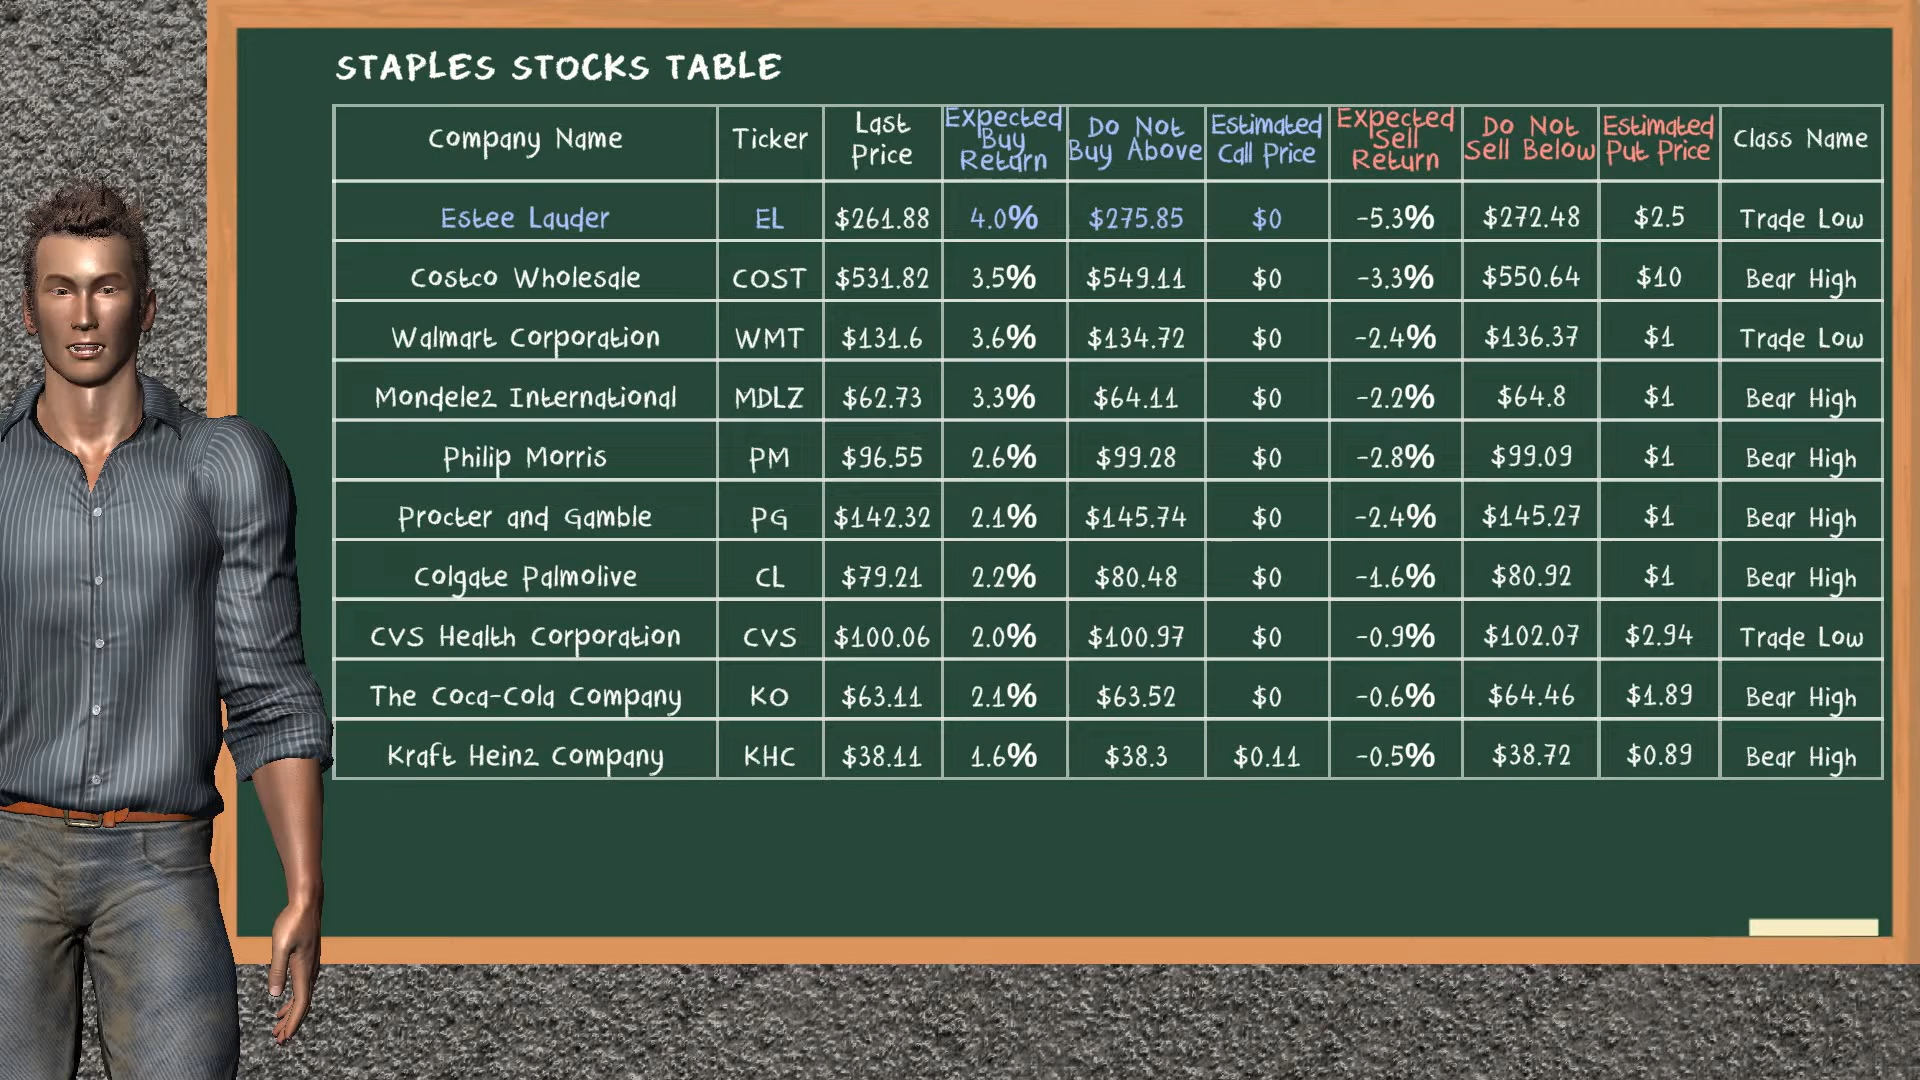 STAPLES STOCKS TABLE
Company Name Ticker Last Price Expected Buy Return Do Not Buy Above Estimated Call Price Expected Sell Return Do Not Sell Below Estimated Put Price Class Name
Estee Lauder EL $261.88 4.0% $275.85 $0 -5.3% $272.48 $2.5 Trade Low
Costco Wholesale COST $531.82 3.5% $549.11 $0 -3.3% $550.64 $10 Bear High
Walmart Corporation WMT $131.6 3.6% $134.72 $0 -2.4% $136.37 $1 Trade Low
Mondelez International MDLZ $62.73 3.3% $64.11 $0 -2.2% $64.8 $1 Bear High
Philip Morris PM $96.55 2.6% $99.28 $0 -2.8% $99.09 $1 Bear High
Procter and Gamble PG $142.32 2.1% $145.74 $0 -2.4% $145.27 $1 Bear High
Colgate Palmolive CL $79.21 2.2% $80.48 $0 -1.6% $80.92 $1 Bear High
CVS Health Corporation CVS $100.06 2.0% $100.97 $0 -0.9% $102.07 $2.94 Trade Low
The Coca-Cola Company KO $63.11 2.1% $63.52 $0 -0.6% $64.46 $1.89 Bear High
Kraft Heinz Company KHC $38.11 1.6% $38.3 $0.11 -0.5% $38.72 $0.89 Bear High